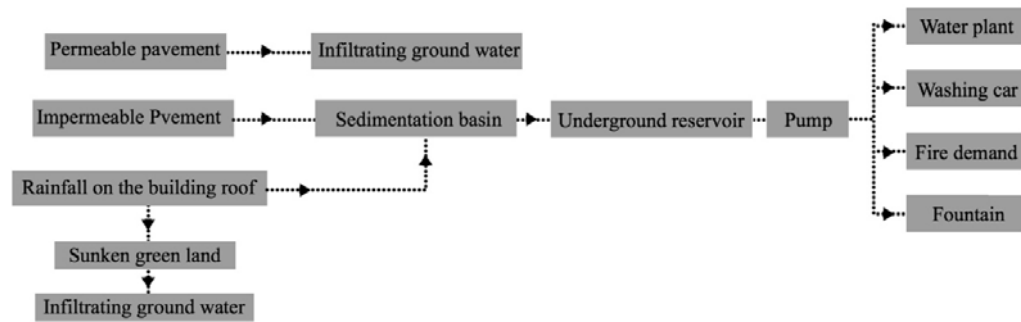 Water plant
Permeable pavement
Infiltrating ground water
Washing car
Impermeable Pvement
Sedimentation basin
Underground reservoir
Pump
Fire demand
Rainfall on the building roof
Fountain
Sunken green land
Infiltrating ground water